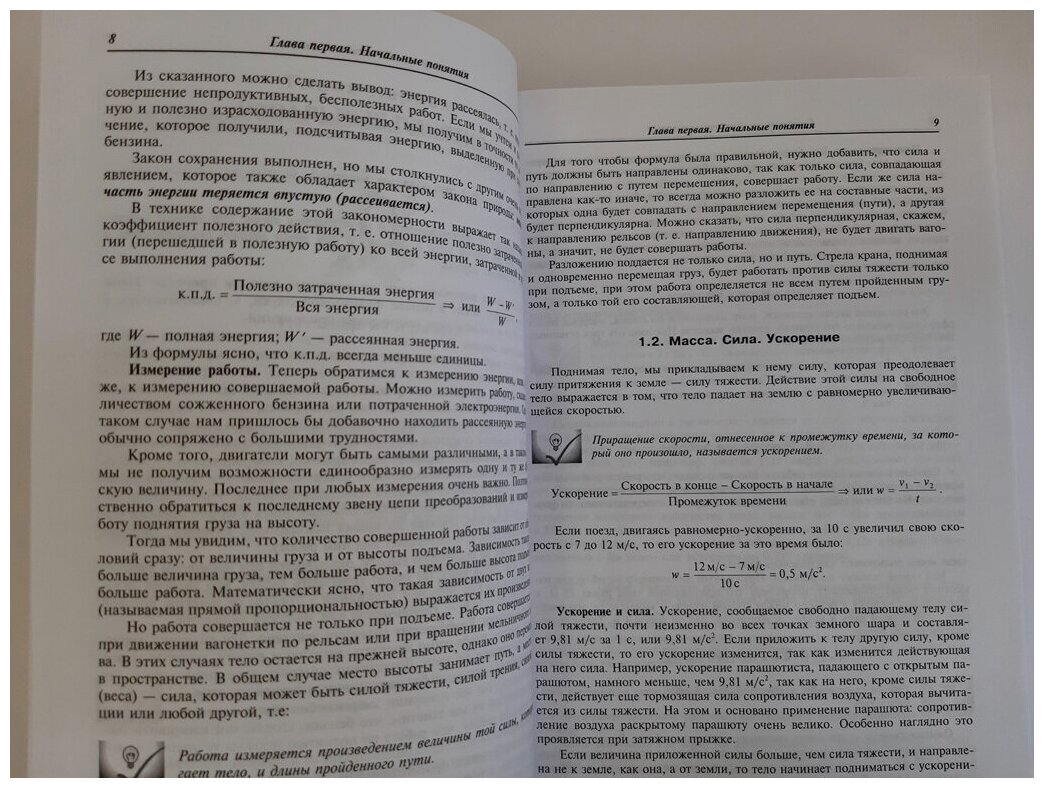 8
Глава первая. Начальные понятия
Из сказанного можно сделать вывод: энергия рассеялась, т. е.
совершение непродуктивных, бесполезных работ. Если мы учтем
ную и полезно израсходованную энергию, мы получим в точности
чение, которое получили, подсчитывая энергию, выделенную при
бензина.
Закон сохранения выполнен, но мы столкнулись с другим очень
явлением, которое также обладает характером закона природы:
часть энергии теряется впустую (рассеивается).
В технике содержание этой закономерности выражает так
коэффициент полезного действия, т. е. отношение полезно затраченной
гии (перешедшей в полезную работу) ко всей энергии, затраченной в
се выполнения работы:
к.п.д. = Полезно затраченная энергия / Вся энергия ⇒ или W – W′ / W,
где W — полная энергия; W′ — рассеянная энергия.
Из формулы ясно, что к.п.д. всегда меньше единицы.
Измерение работы. Теперь обратимся к измерению энергии,
же, к измерению совершаемой работы. Можно измерить работу,
личеством сожженного бензина или потраченной электроэнергии.
таком случае нам пришлось бы добавочно находить рассеянную
обычно сопряжено с большими трудностями.
Кроме того, двигатели могут быть самыми различными, а в
мы не получим возможности единообразно измерять одну и ту же
скую величину. Последнее при любых измерениях очень важно.
ственно обратиться к последнему звену цепи преобразований и
боту поднятия груза на высоту.
Тогда мы увидим, что количество совершенной работы зависит от
ловий сразу: от величины груза и от высоты подъема. Зависимость
больше величина груза, тем больше работа, и чем больше высота
больше работа. Математически ясно, что такая зависимость от двух
(называемая прямой пропорциональностью) выражается их
Но работа совершается не только при подъеме. Работа совершается
при движении вагонетки по рельсам или при вращении мельничного
ва. В этих случаях тело остается на прежней высоте, однако оно
в пространстве. В общем случае место высоты занимает путь, а
(веса) — сила, которая может быть силой тяжести, силой трения,
ции или любой другой, т.е:
Работа измеряется произведением величины той силы,
гает тело, и длины пройденного пути.
Глава первая. Начальные понятия
9
Для того чтобы формула была правильной, нужно добавить, что сила и
путь должны быть направлены одинаково, так как только сила, совпадающая
по направлению с путем перемещения, совершает работу. Если же сила на-
правлена как-то иначе, то всегда можно разложить ее на составные части, из
которых одна будет совпадать с направлением перемещения (пути), а другая
будет перпендикулярна. Можно сказать, что сила перпендикулярная, скажем,
к направлению рельсов (т. е. направлению движения), не будет двигать ваго-
ны, а значит, не будет совершать работы.
Разложению поддается не только сила, но и путь. Стрела крана, поднимая
и одновременно перемещая груз, будет работать против силы тяжести только
при подъеме, при этом работа определяется не всем путем пройденным гру-
зом, а только той его составляющей, которая определяет подъем.
1.2. Масса. Сила. Ускорение
Поднимая тело, мы прикладываем к нему силу, которая преодолевает
силу притяжения к земле — силу тяжести. Действие этой силы на свободное
тело выражается в том, что тело падает на землю с равномерно увеличиваю-
щейся скоростью.
Приращение скорости, отнесенное к промежутку времени, за кото-
рый оно произошло, называется ускорением.
Ускорение = Скорость в конце – Скорость в начале / Промежуток времени ⇒ или w = v₁ – v₂ / t .
Если поезд, двигаясь равномерно-ускоренно, за 10 с увеличил свою ско-
рость с 7 до 12 м/с, то его ускорение за это время было:
w = 12 м/с – 7 м/с / 10 с = 0,5 м/с².
Ускорение и сила. Ускорение, сообщаемое свободно падающему телу си-
лой тяжести, почти неизменно во всех точках земного шара и составля-
ет 9,81 м/с за 1 с, или 9,81 м/с². Если приложить к телу другую силу, кроме
силы тяжести, то его ускорение изменится, так как изменится действующая
на него сила. Например, ускорение парашютиста, падающего с открытым па-
рашютом, намного меньше, чем 9,81 м/с², так как на него, кроме силы тяже-
сти, действует еще тормозящая сила сопротивления воздуха, которая вычита-
ется из силы тяжести. На этом и основано применение парашюта: сопротив-
ление воздуха раскрытому парашюту очень велико. Особенно наглядно это
проявляется при затяжном прыжке.
Если величина приложенной силы больше, чем сила тяжести, и направле-
на не к земле, как она, а от земли, то тело начинает подниматься с ускорени-